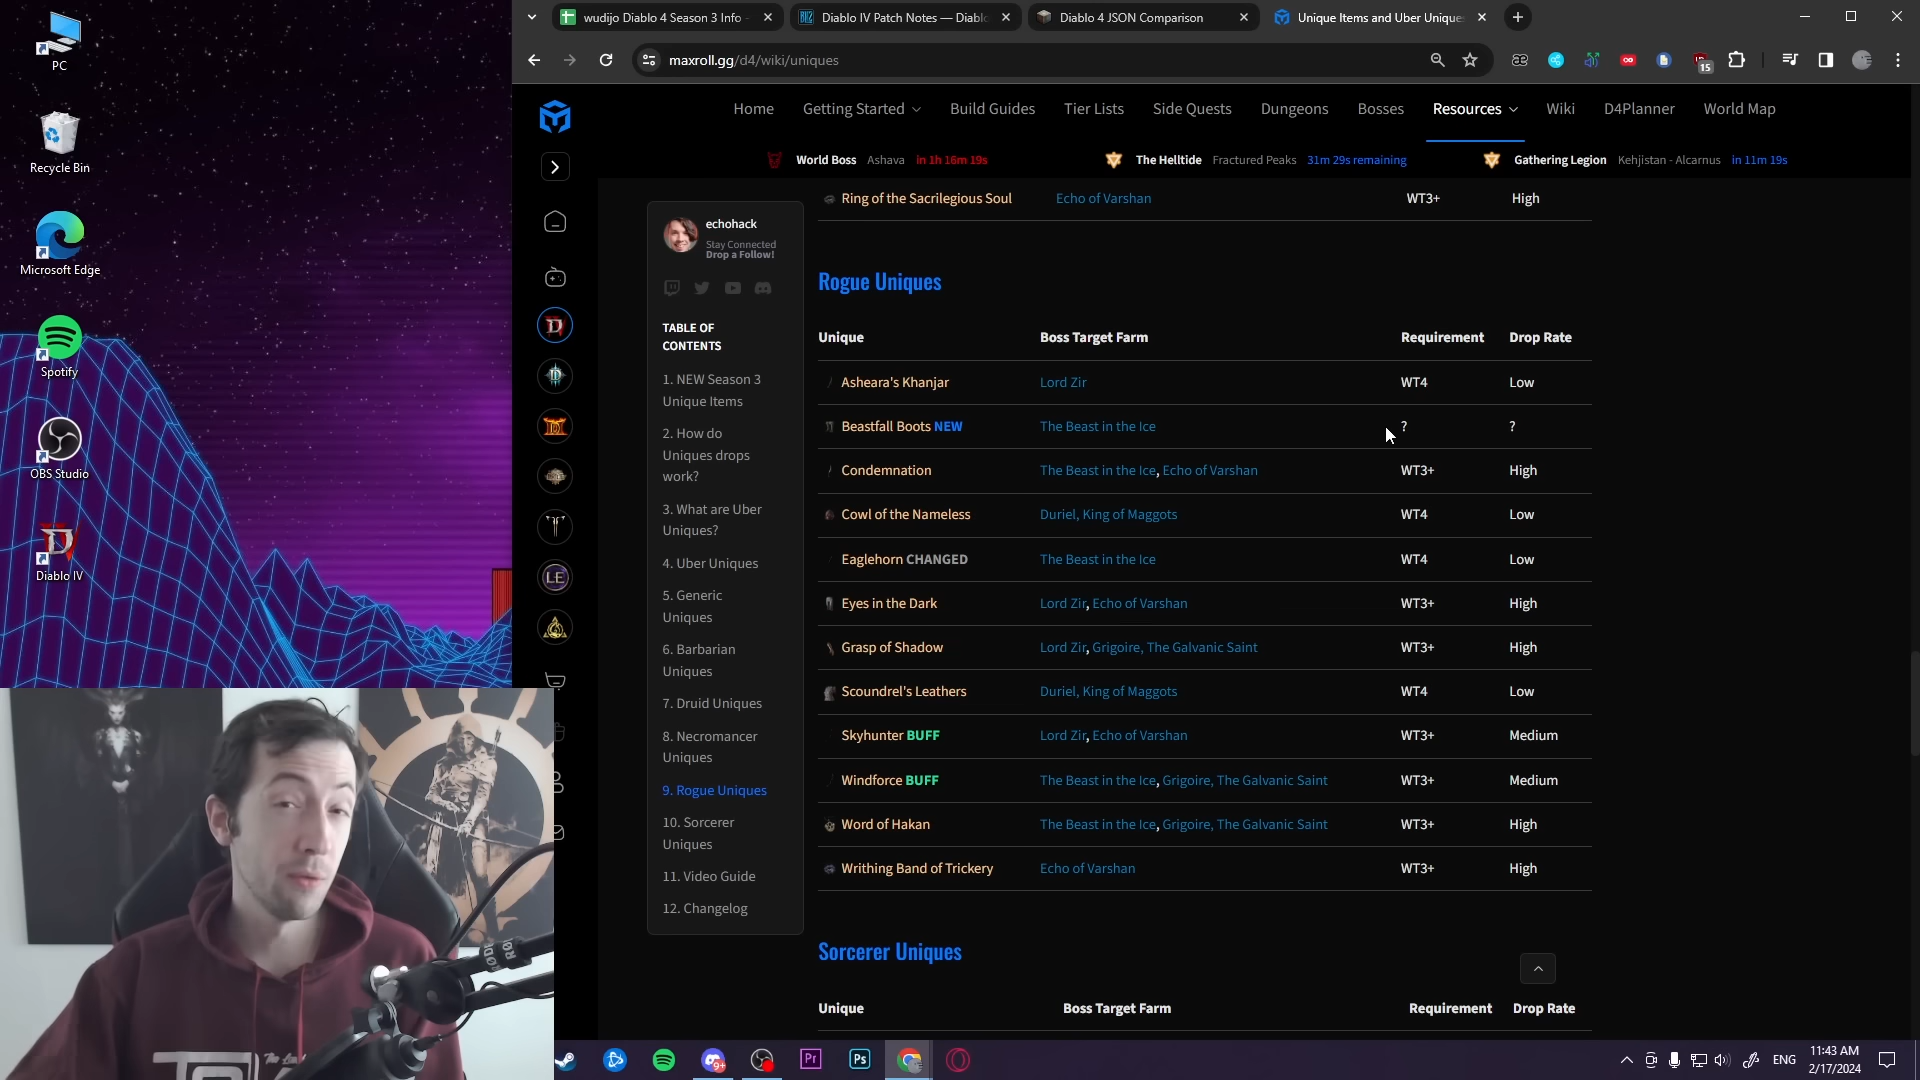 PC
Recycle Bin
Microsoft Edge
Spotify
OBS Studio
Diablo IV
wudijo Diablo 4 Season 3 Info -
Diablo IV Patch Notes — Diablo
Diablo 4 JSON Comparison
Unique Items and Uber Unique
maxroll.gg/d4/wiki/uniques
15
Home
Getting Started
Build Guides
Tier Lists
Side Quests
Dungeons
Bosses
Resources
Wiki
D4Planner
World Map
World Boss Ashava in 1h 16m 19s
The Helltide Fractured Peaks 31m 29s remaining
Gathering Legion Kehjistan - Alcarnus in 11m 19s
LE
echohack
Stay Connected
Drop a Follow!
TABLE OF
CONTENTS
1. NEW Season 3
Unique Items
2. How do
Uniques drops
work?
3. What are Uber
Uniques?
4. Uber Uniques
5. Generic
Uniques
6. Barbarian
Uniques
7. Druid Uniques
8. Necromancer
Uniques
9. Rogue Uniques
10. Sorcerer
Uniques
11. Video Guide
12. Changelog
Ring of the Sacrilegious Soul Echo of Varshan WT3+ High
Rogue Uniques
Unique Boss Target Farm Requirement Drop Rate
Asheara's Khanjar Lord Zir WT4 Low
Beastfall Boots NEW The Beast in the Ice ? ?
Condemnation The Beast in the Ice, Echo of Varshan WT3+ High
Cowl of the Nameless Duriel, King of Maggots WT4 Low
Eaglehorn CHANGED The Beast in the Ice WT4 Low
Eyes in the Dark Lord Zir, Echo of Varshan WT3+ High
Grasp of Shadow Lord Zir, Grigoire, The Galvanic Saint WT3+ High
Scoundrel's Leathers Duriel, King of Maggots WT4 Low
Skyhunter BUFF Lord Zir, Echo of Varshan WT3+ Medium
Windforce BUFF The Beast in the Ice, Grigoire, The Galvanic Saint WT3+ Medium
Word of Hakan The Beast in the Ice, Grigoire, The Galvanic Saint WT3+ High
Writhing Band of Trickery Echo of Varshan WT3+ High
Sorcerer Uniques
Unique Boss Target Farm Requirement Drop Rate
9+
Pr
Ps
ENG
11:43 AM
2/17/2024